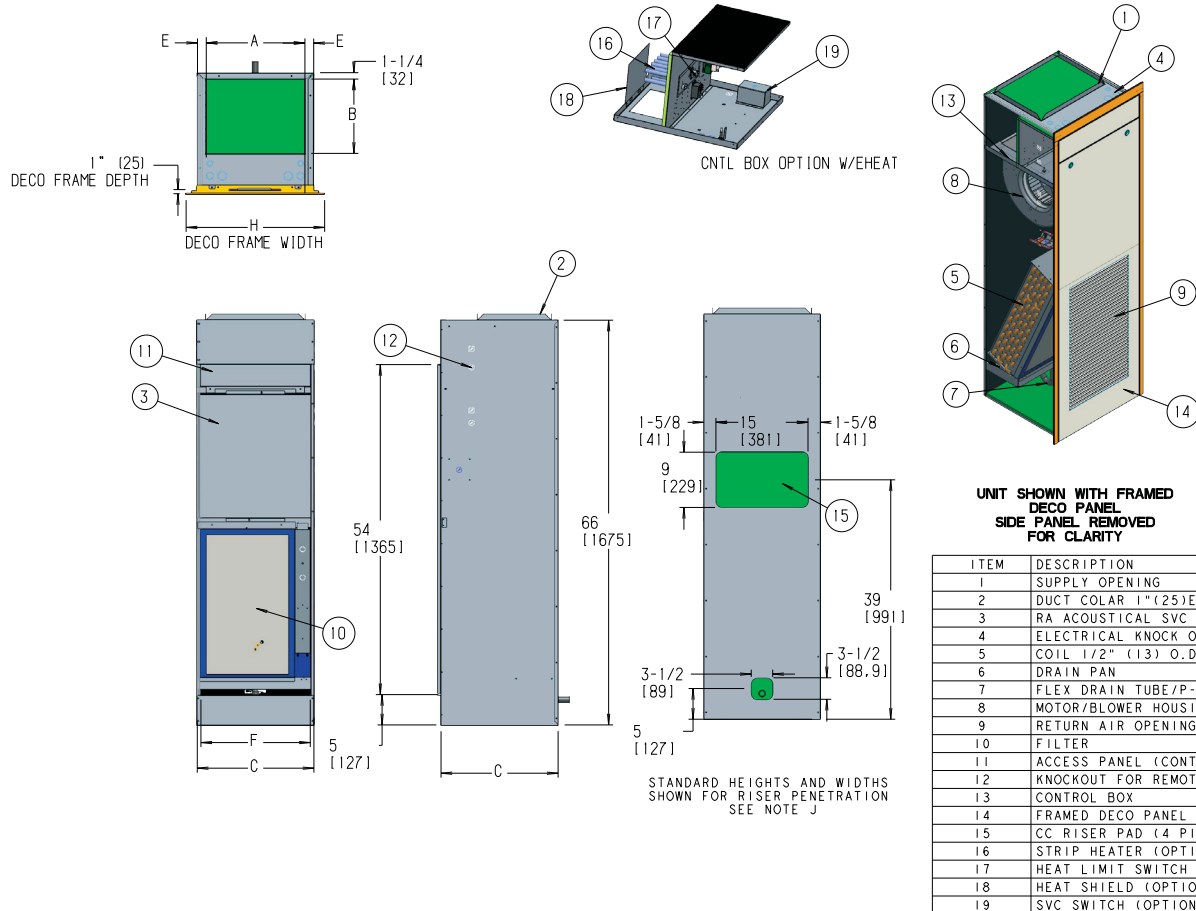 E
A
E
1-1/4
[32]
B
1" (25)
DECO FRAME DEPTH
H
DECO FRAME WIDTH
17
16
19
18
CNTL BOX OPTION W/EHEAT
1
4
13
8
5
9
6
7
14
UNIT SHOWN WITH FRAMED
DECO PANEL
SIDE PANEL REMOVED
FOR CLARITY
11
3
10
F
C
5
[127]
2
12
54
[1365]
66
[1675]
C
1-5/8
[41]
15
[381]
1-5/8
[41]
9
[229]
15
39
[991]
3-1/2
[88.9]
3-1/2
[89]
5
[127]
STANDARD HEIGHTS AND WIDTHS
SHOWN FOR RISER PENETRATION
SEE NOTE J
ITEM DESCRIPTION
1 SUPPLY OPENING
2 DUCT COLAR 1"(25)E
3 RA ACOUSTICAL SVC
4 ELECTRICAL KNOCK O
5 COIL 1/2" (13) O.D
6 DRAIN PAN
7 FLEX DRAIN TUBE/P-
8 MOTOR/BLOWER HOUSI
9 RETURN AIR OPENING
10 FILTER
11 ACCESS PANEL (CONT
12 KNOCKOUT FOR REMOT
13 CONTROL BOX
14 FRAMED DECO PANEL
15 CC RISER PAD (4 PI
16 STRIP HEATER (OPTI
17 HEAT LIMIT SWITCH
18 HEAT SHIELD (OPTIO
19 SVC SWITCH (OPTION